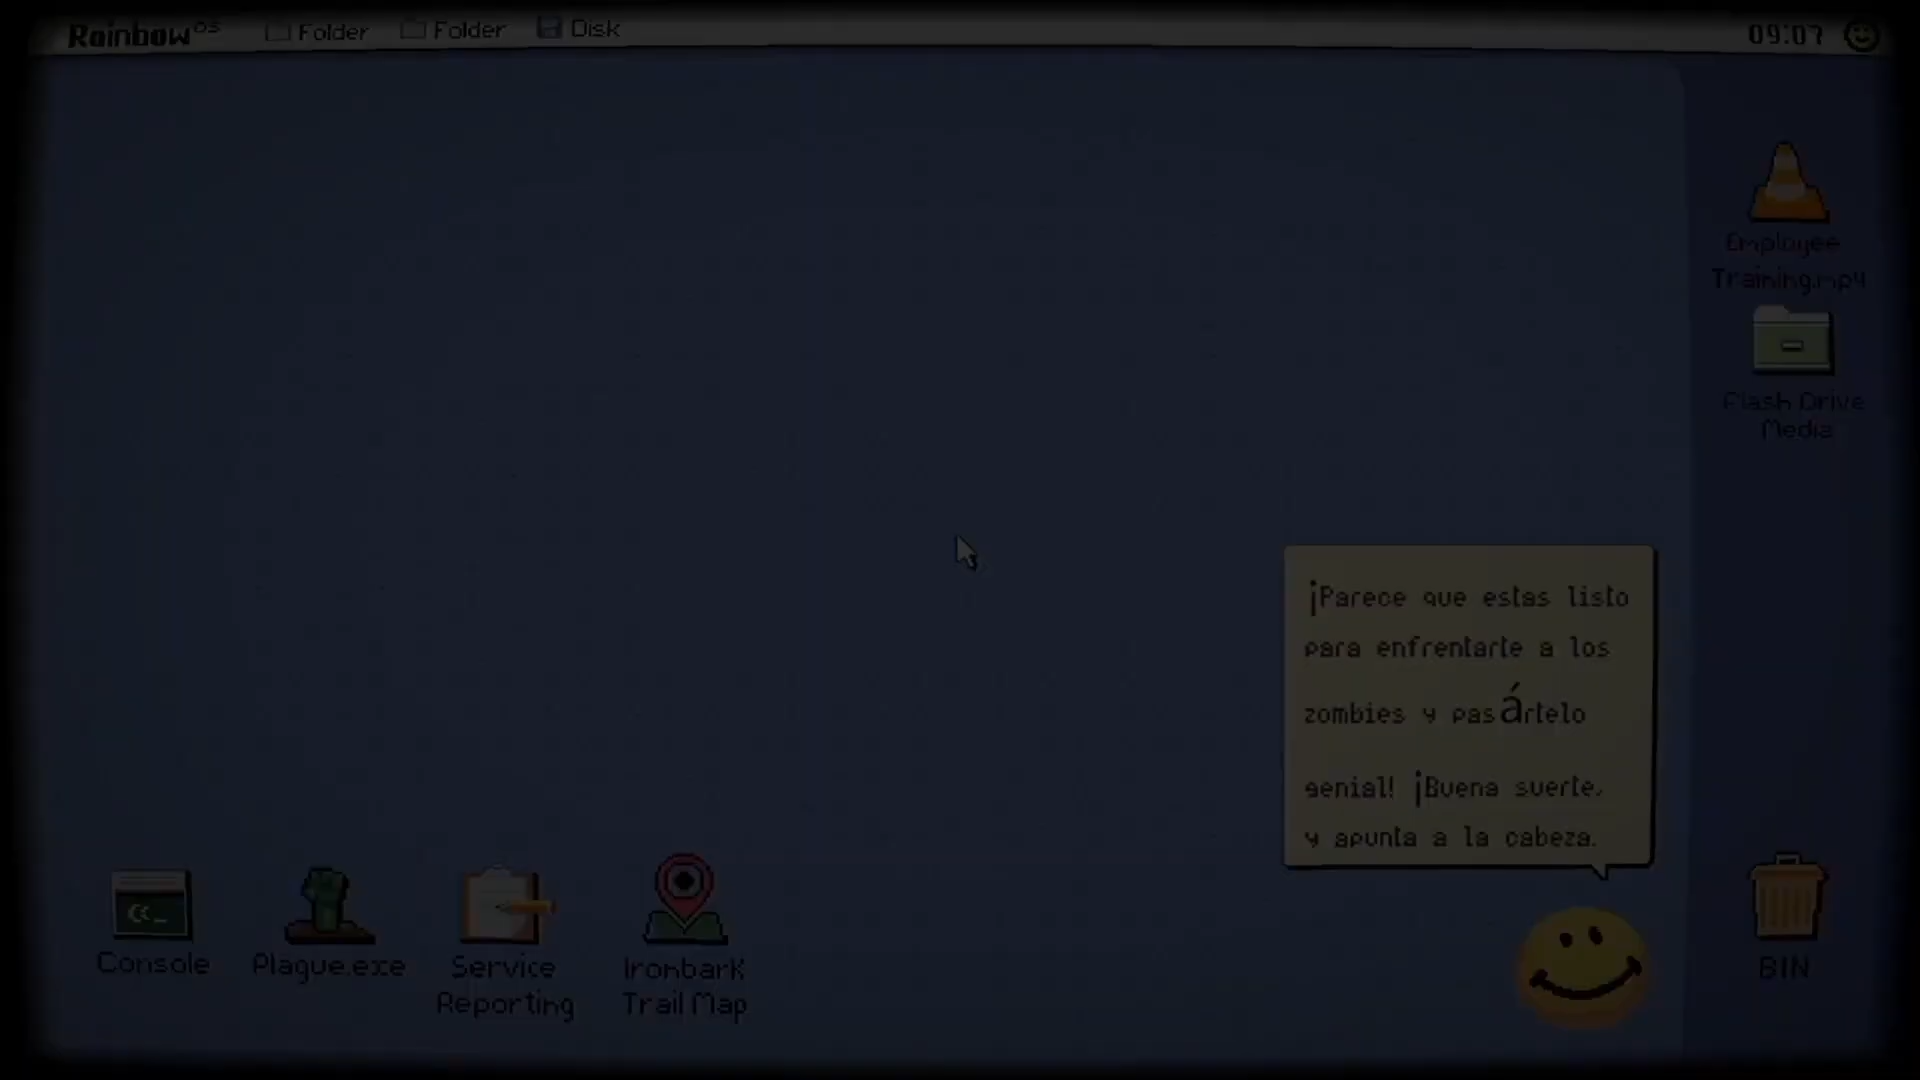 Rainbow OS
Folder
Folder
Disk
09:07
Employee
Training.mp4
Flash Drive
Media
¡Parece que estas listo
para enfrentarte a los
zombies y pasártelo
genial! ¡Buena suerte,
y apunta a la cabeza.
Console
Plague.exe
Service
Reporting
Ironbark
Trail Map
BIN